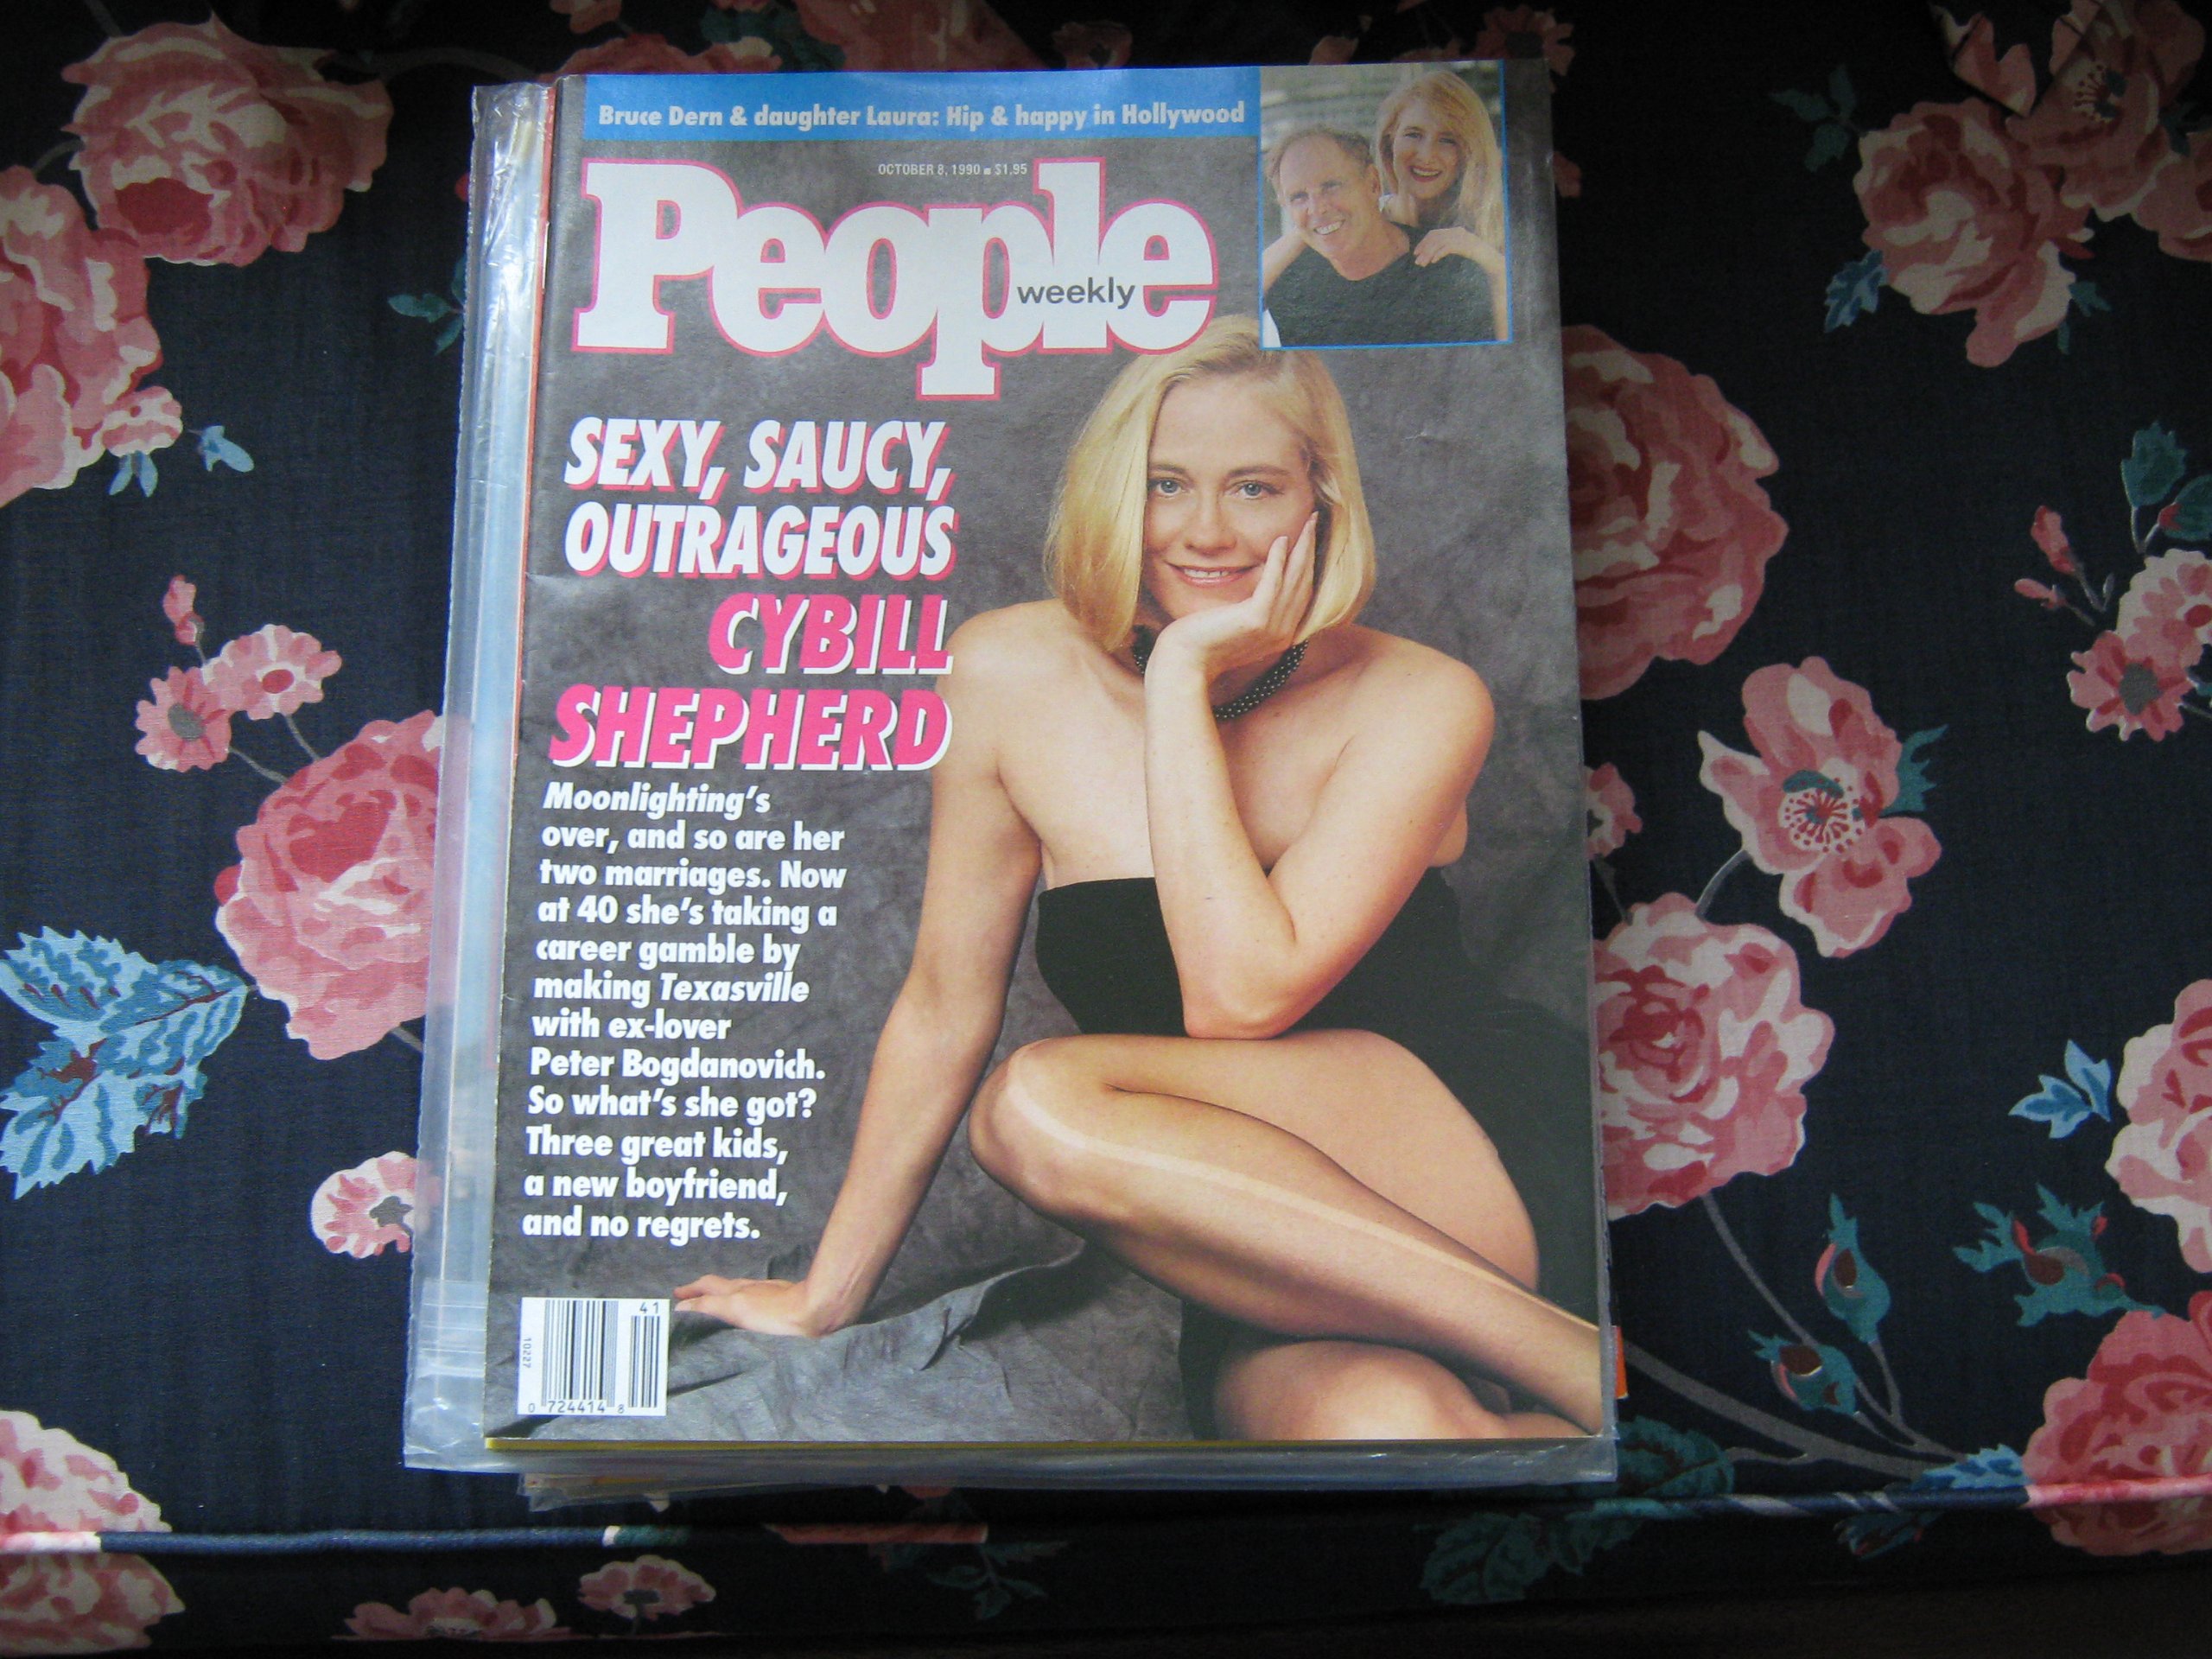 Bruce Dern & daughter Laura: Hip & happy in Hollywood
OCTOBER 8, 1990 ■ $1.95
People
weekly
SEXY, SAUCY,
OUTRAGEOUS
CYBILL
SHEPHERD
Moonlighting's
over, and so are her
two marriages. Now
at 40 she's taking a
career gamble by
making Texasville
with ex-lover
Peter Bogdanovich.
So what's she got?
Three great kids,
a new boyfriend,
and no regrets.
41
10227
0 724414 8